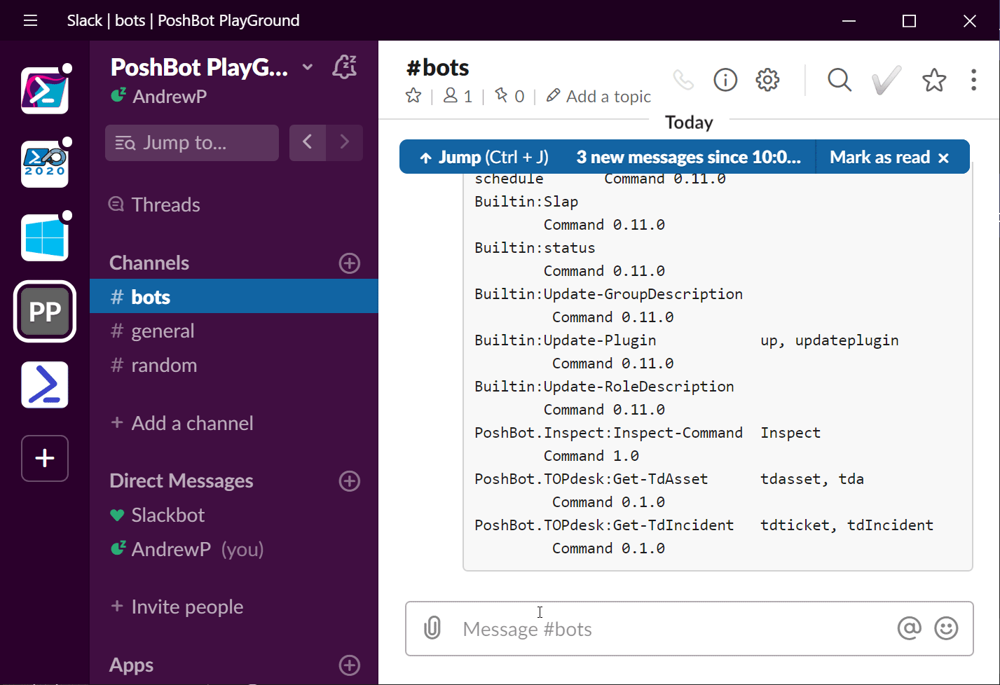 Slack | bots | PoshBot PlayGround
PoshBot PlayG...
AndrewP
Jump to...
Threads
Channels
# bots
# general
# random
+ Add a channel
Direct Messages
Slackbot
AndrewP (you)
+ Invite people
Apps
2020
PP
#bots
1 | 0 | Add a topic
Today
Jump (Ctrl + J) 3 new messages since 10:0... Mark as read ×
schedule Command 0.11.0
Builtin:Slap
Command 0.11.0
Builtin:status
Command 0.11.0
Builtin:Update-GroupDescription
Command 0.11.0
Builtin:Update-Plugin up, updateplugin
Command 0.11.0
Builtin:Update-RoleDescription
Command 0.11.0
PoshBot.Inspect:Inspect-Command Inspect
Command 1.0
PoshBot.TOPdesk:Get-TdAsset tdasset, tda
Command 0.1.0
PoshBot.TOPdesk:Get-TdIncident tdticket, tdIncident
Command 0.1.0
Message #bots